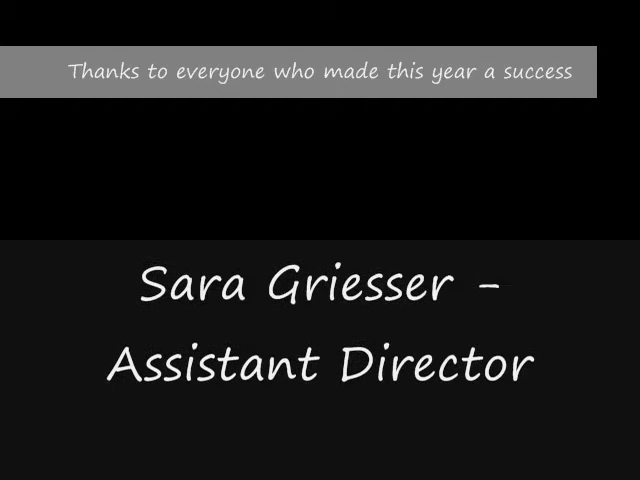 Thanks to everyone who made this year a success
Sara Griesser -
Assistant Director